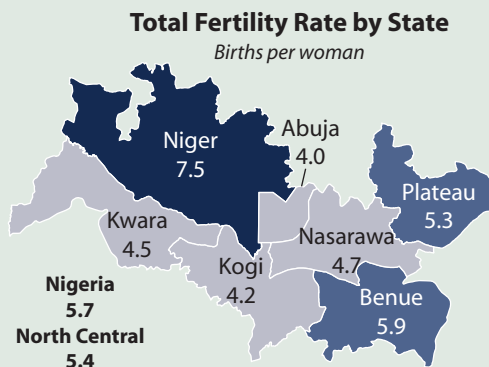 Total Fertility Rate by State
Births per woman
Niger
7.5
Abuja
4.0
Plateau
5.3
Kwara
4.5
Nasarawa
4.7
Kogi
4.2
Benue
5.9
Nigeria
5.7
North Central
5.4